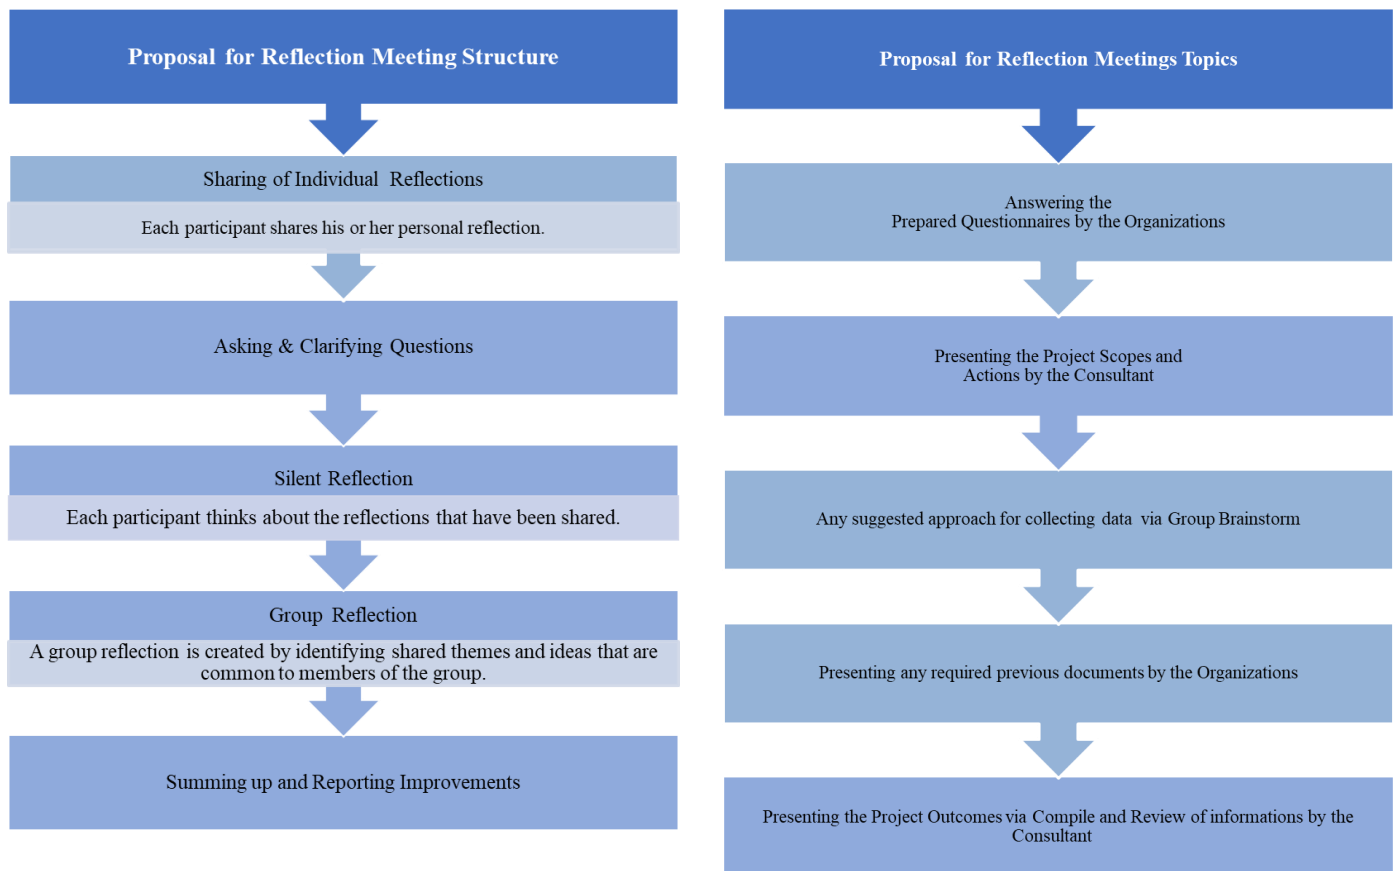 Proposal for Reflection Meeting Structure
Sharing of Individual Reflections
Each participant shares his or her personal reflection.
Asking & Clarifying Questions
Silent Reflection
Each participant thinks about the reflections that have been shared.
Group Reflection
A group reflection is created by identifying shared themes and ideas that are
common to members of the group.
Summing up and Reporting Improvements
Proposal for Reflection Meetings Topics
Answering the
Prepared Questionnaires by the Organizations
Presenting the Project Scopes and
Actions by the Consultant
Any suggested approach for collecting data via Group Brainstorm
Presenting any required previous documents by the Organizations
Presenting the Project Outcomes via Compile and Review of informations by the
Consultant